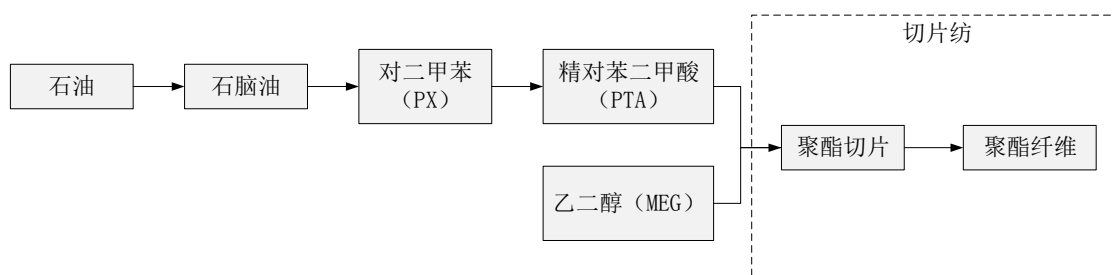 切片纺
石油
石脑油
对二甲苯
（PX）
精对苯二甲酸
（PTA）
乙二醇（MEG）
聚酯切片
聚酯纤维